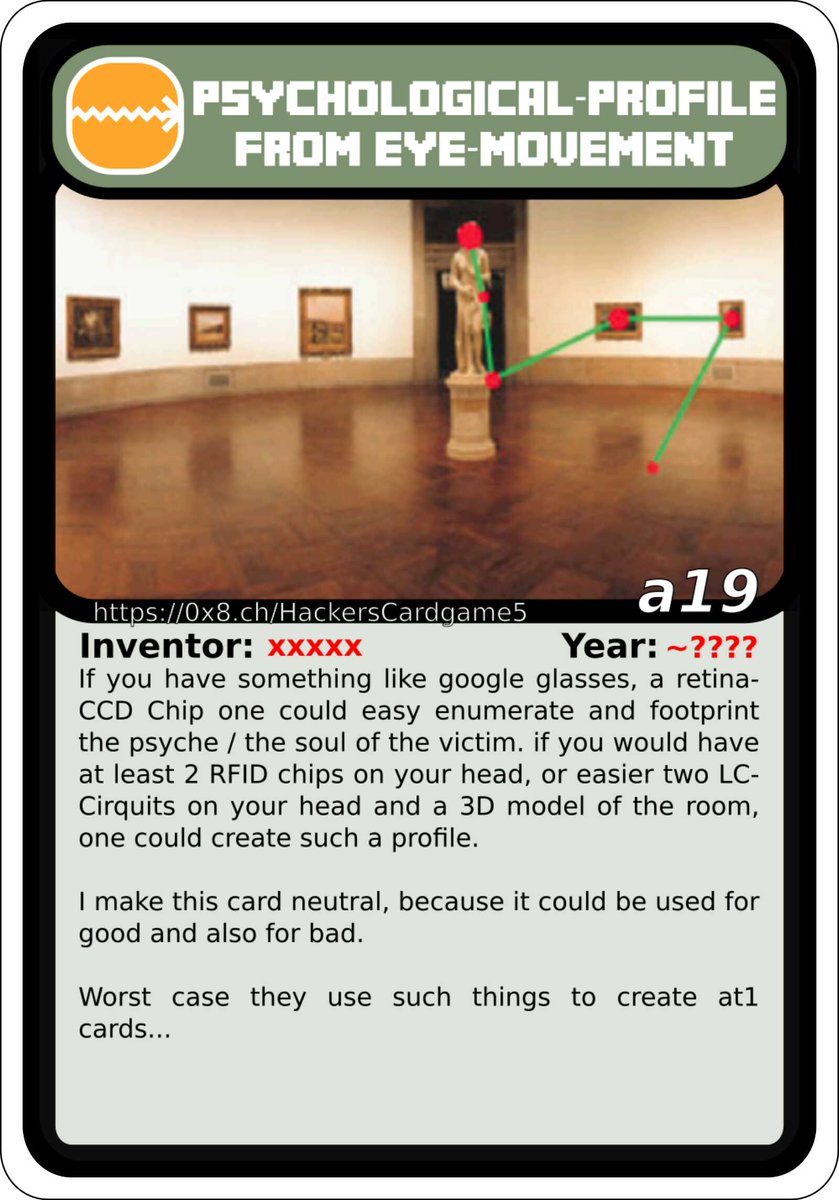 PSYCHOLOGICAL-PROFILE
FROM EYE-MOVEMENT
a19
https://0x8.ch/HackersCardgame5
Inventor: xxxxx Year: ~????
If you have something like google glasses, a retina-
CCD Chip one could easy enumerate and footprint
the psyche / the soul of the victim. if you would have
at least 2 RFID chips on your head, or easier two LC-
Cirquits on your head and a 3D model of the room,
one could create such a profile.
I make this card neutral, because it could be used for
good and also for bad.
Worst case they use such things to create at1
cards...